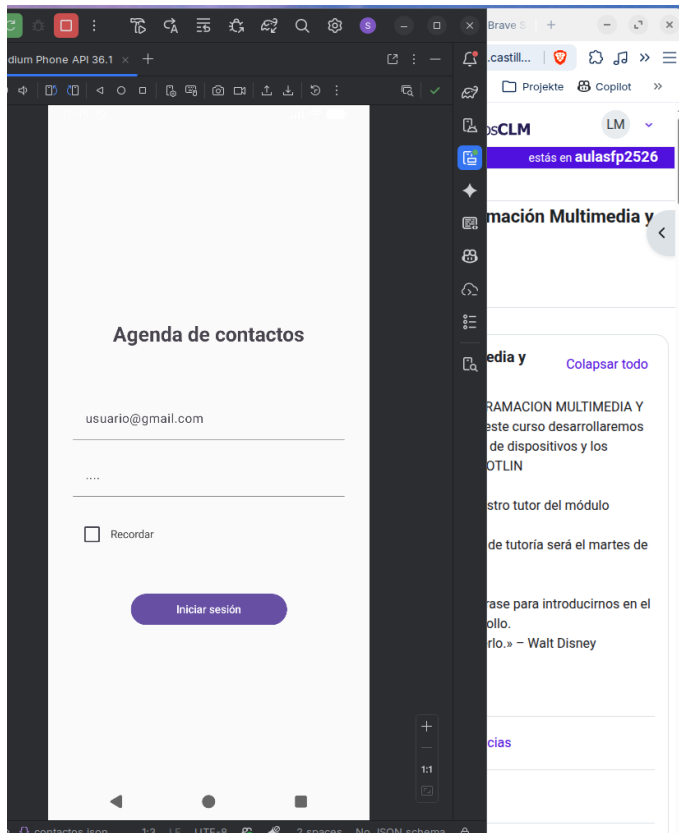 S
Brave S
dium Phone API 36.1
.castill...
Projekte
Copilot
osCLM
LM
estás en aulasfp2526
mación Multimedia y
Agenda de contactos
usuario@gmail.com
....
Recordar
Iniciar sesión
1:1
edia y
Colapsar todo
RAMACION MULTIMEDIA Y
este curso desarrollaremos
de dispositivos y los
OTLIN
stro tutor del módulo
de tutoría será el martes de
rase para introducirnos en el
ollo.
rlo.» – Walt Disney
cias
contactos.json
1:3
LF
UTF-8
2 spaces
No JSON schema